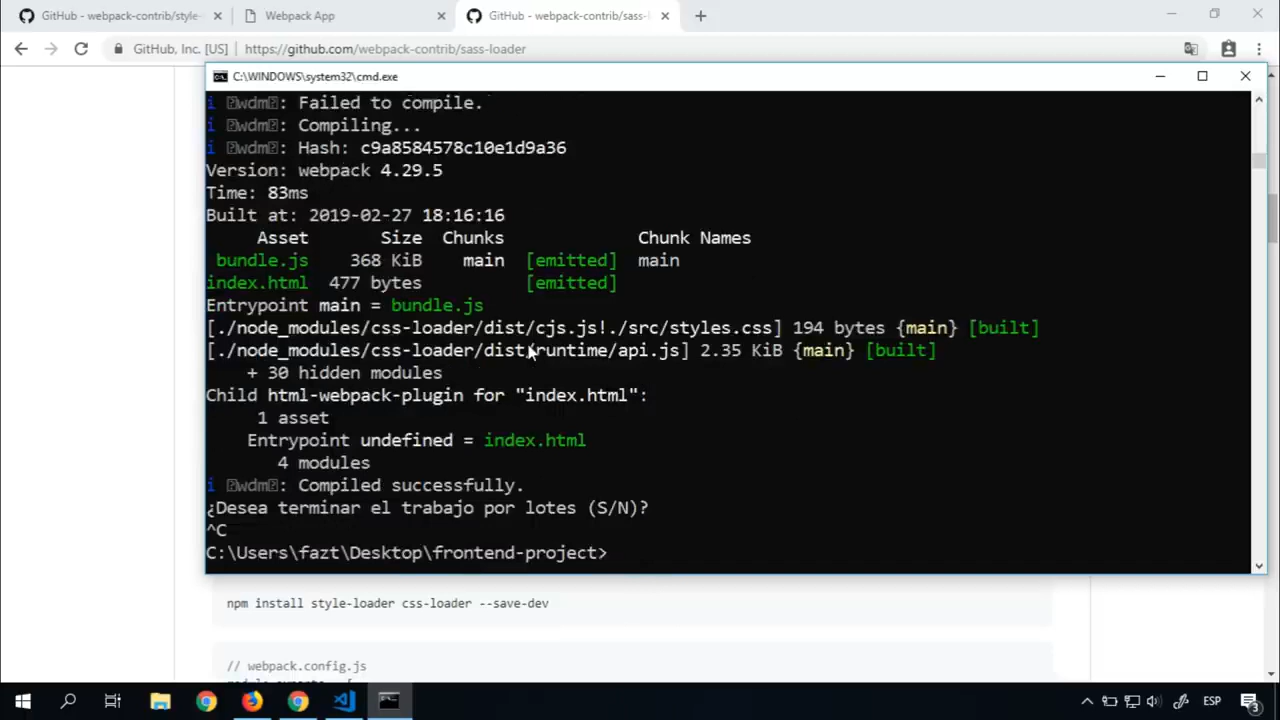 GitHub - webpack-contrib/style-
Webpack App
GitHub - webpack-contrib/sass-l
GitHub, Inc. [US]
https://github.com/webpack-contrib/sass-loader
C:\WINDOWS\system32\cmd.exe
i ｢wdm｣: Failed to compile.
i ｢wdm｣: Compiling...
i ｢wdm｣: Hash: c9a8584578c10e1d9a36
Version: webpack 4.29.5
Time: 83ms
Built at: 2019-02-27 18:16:16
Asset Size Chunks Chunk Names
bundle.js 368 KiB main [emitted] main
index.html 477 bytes [emitted]
Entrypoint main = bundle.js
[./node_modules/css-loader/dist/cjs.js!./src/styles.css] 194 bytes {main} [built]
[./node_modules/css-loader/dist/runtime/api.js] 2.35 KiB {main} [built]
+ 30 hidden modules
Child html-webpack-plugin for "index.html":
1 asset
Entrypoint undefined = index.html
4 modules
i ｢wdm｣: Compiled successfully.
¿Desea terminar el trabajo por lotes (S/N)?
^C
C:\Users\fazt\Desktop\frontend-project>
npm install style-loader css-loader --save-dev
// webpack.config.js
ESP
3